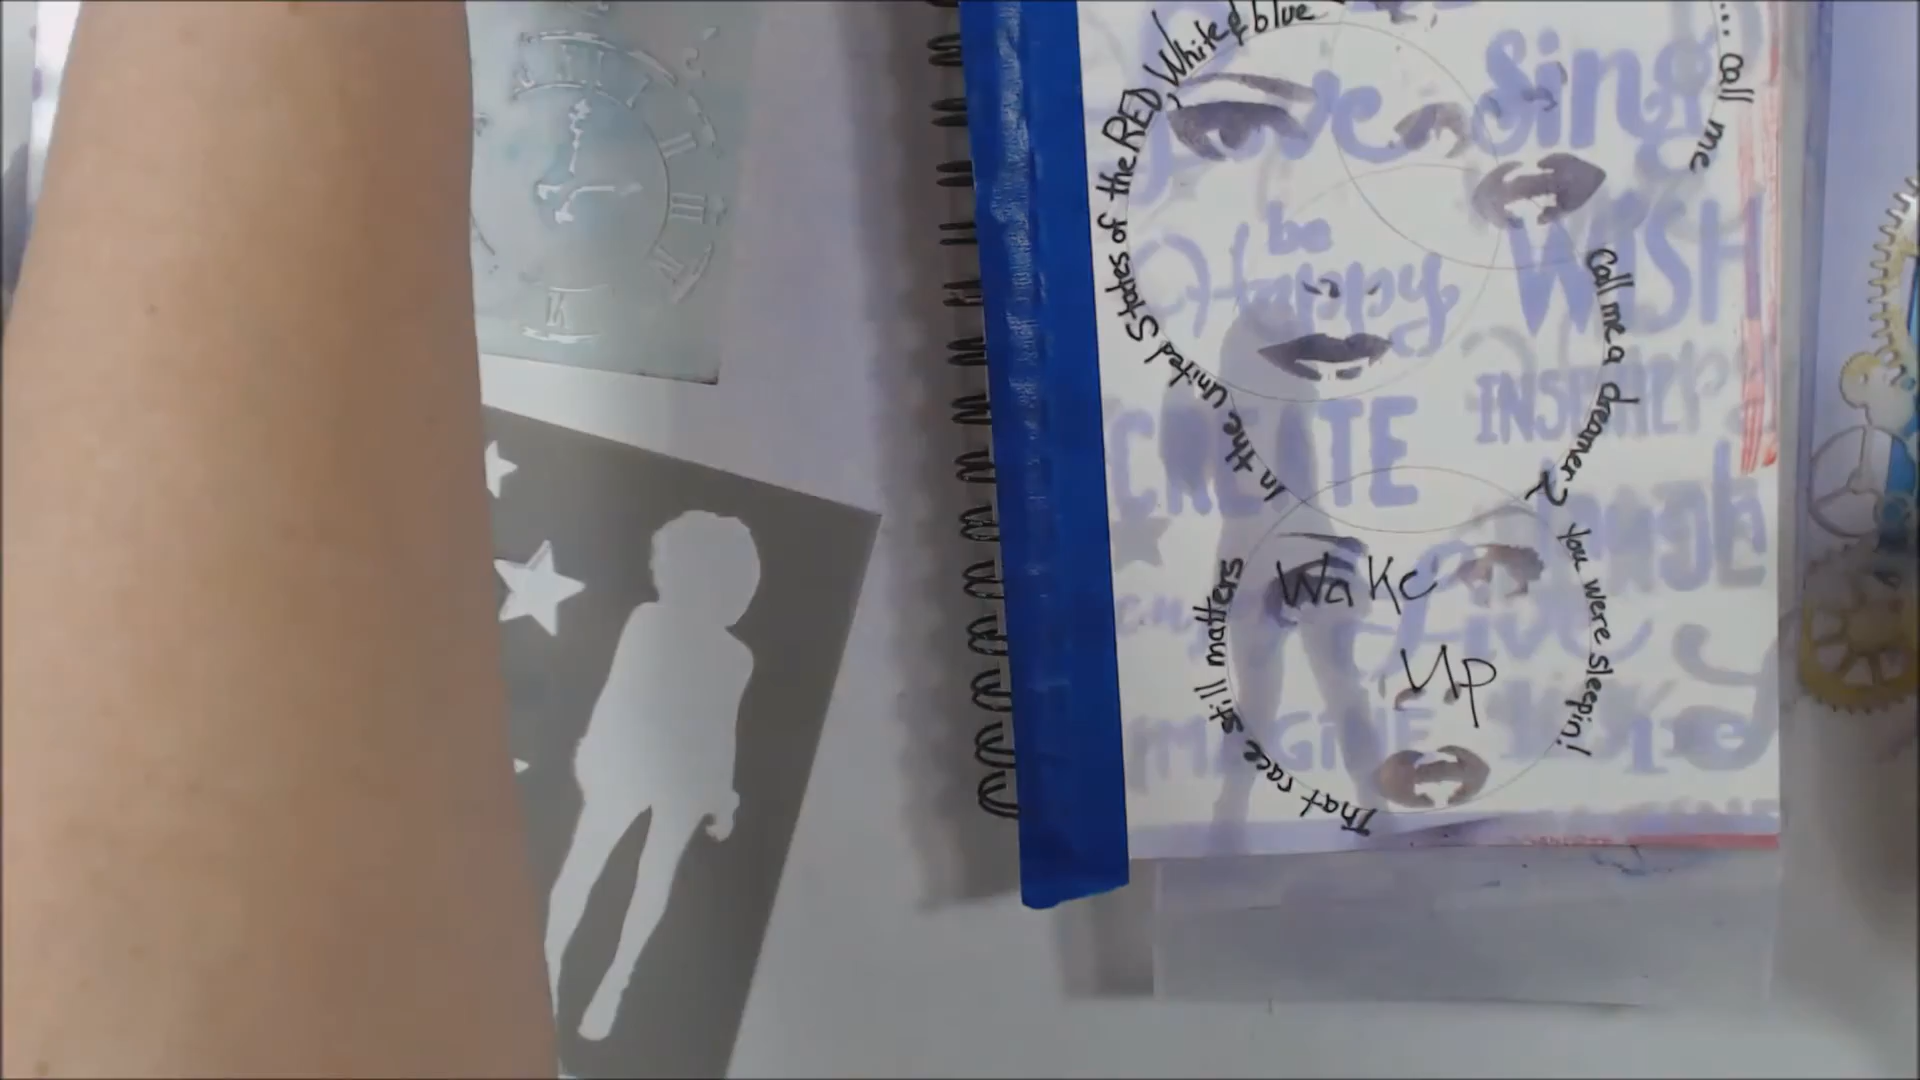 In the united States of the RED, White & blue
... call me
Call me a dreamer? You were sleepin!
That race still matters
Wake
Up
Love
Sing
be
Happy
WISH
CREATE
Live
IMAGINE